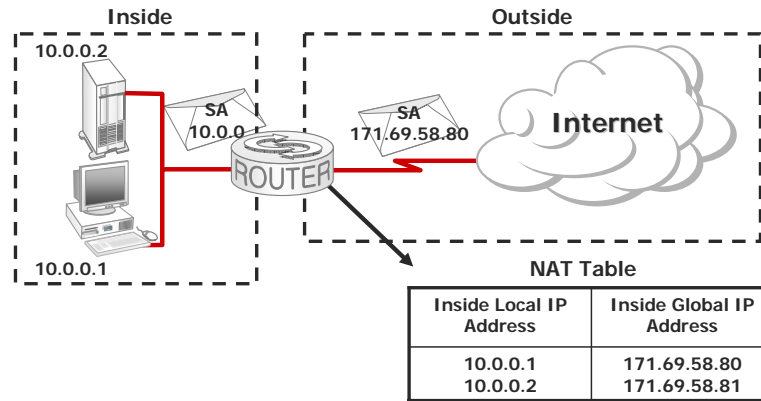 Inside
Outside
10.0.0.2
SA
10.0.0
SA
171.69.58.80
Internet
ROUTER
10.0.0.1
NAT Table
Inside Local IP
Address
Inside Global IP
Address
10.0.0.1
171.69.58.80
10.0.0.2
171.69.58.81